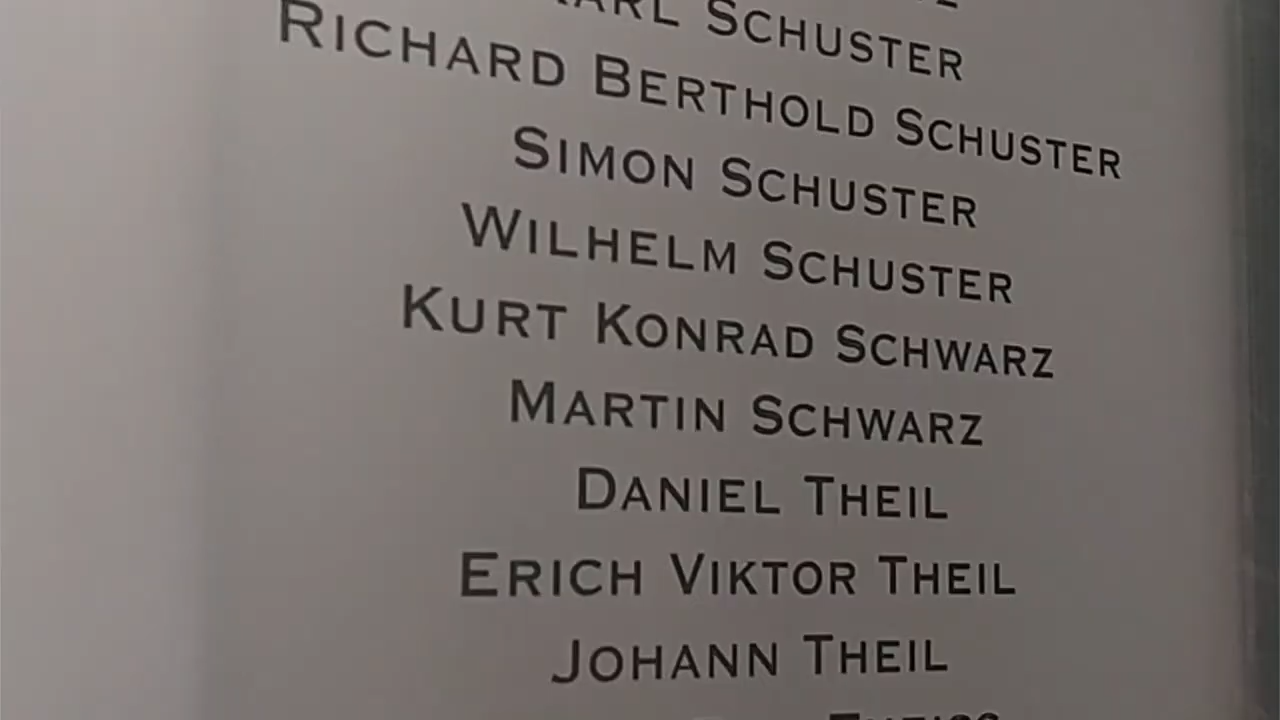 KARL SCHUSTER
RICHARD BERTHOLD SCHUSTER
SIMON SCHUSTER
WILHELM SCHUSTER
KURT KONRAD SCHWARZ
MARTIN SCHWARZ
DANIEL THEIL
ERICH VIKTOR THEIL
JOHANN THEIL